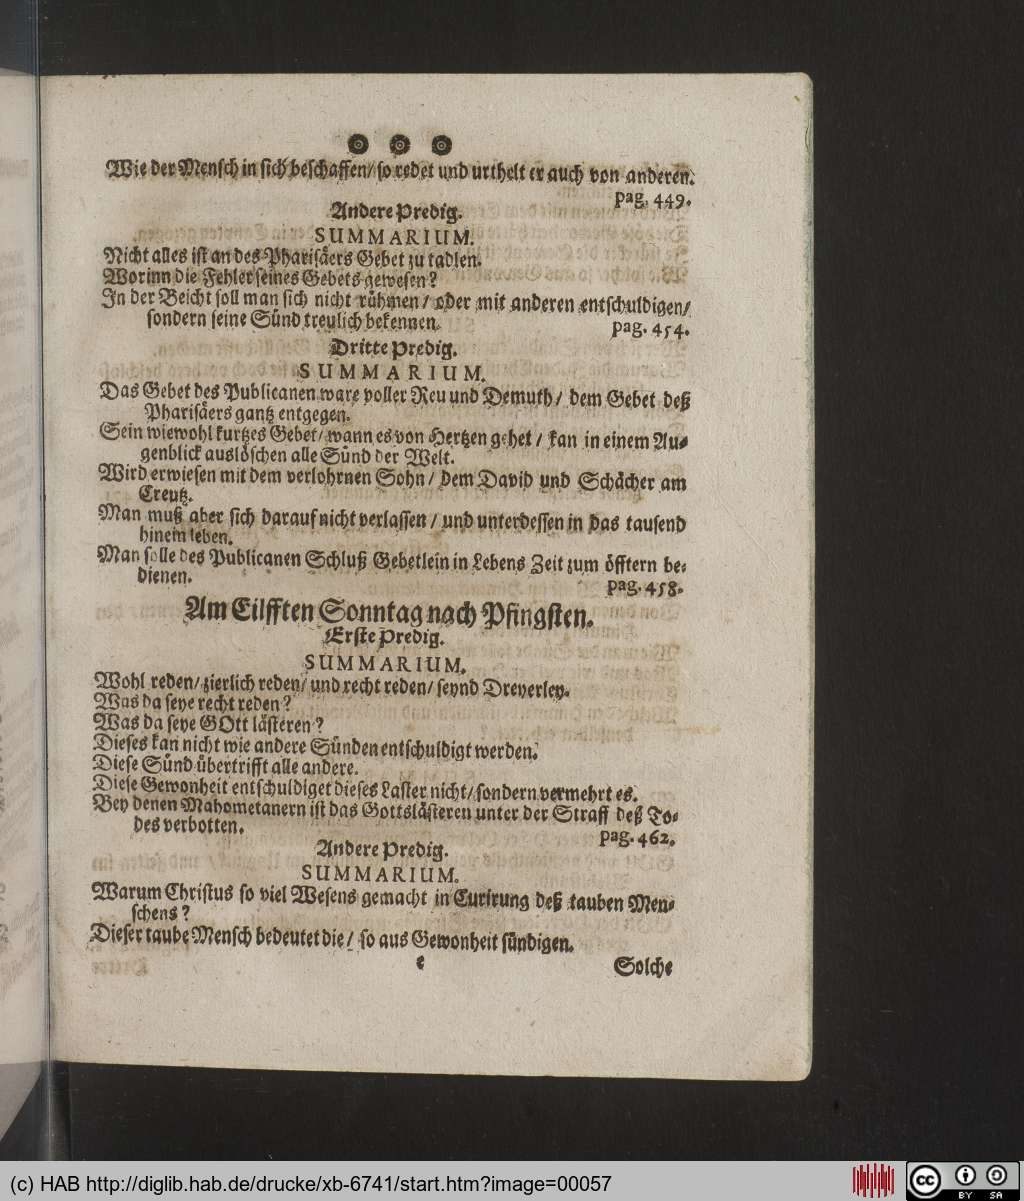 Wie der Mensch in sich beschaffen/ so redet und urthelt er auch von anderen.
pag. 449.
Andere Predig.
SUMMARIUM.
Nicht alles ist an des Pharisäers Gebet zu tadlen.
Worinn die Fehler seines Gebets gewesen?
In der Beicht soll man sich nicht rühmen/ oder mit anderen entschuldigen/
sondern seine Sünd treulich bekennen. pag. 454.
Dritte Predig.
SUMMARIUM.
Das Gebet des Publicanen ware voller Reu und Demuth/ dem Gebet deß
Pharisäers gantz entgegen.
Sein wiewohl kurtzes Gebet/ wann es von Hertzen gehet/ kan in einem Au-
genblick auslöschen alle Sünd der Welt.
Wird erwiesen mit dem verlohrnen Sohn/ dem David und Schächer am
Creutz.
Man muß aber sich darauf nicht verlassen/ und unterdessen in das tausend
hinein leben.
Man solle des Publicanen Schluß Gebetlein in Lebens Zeit zum öfftern be-
dienen. pag. 458.
Am Eilfften Sonntag nach Pfingsten.
Erste Predig.
SUMMARIUM.
Wohl reden/ zierlich reden/ und recht reden/ seynd Dreyerley.
Was da seye recht reden?
Was da seye GOtt lästeren?
Dieses kan nicht wie andere Sünden entschuldigt werden.
Diese Sünd übertrifft alle andere.
Diese Gewonheit entschuldiget dieses Laster nicht/ sondern vermehrt es.
Bey denen Mahometanern ist das Gottslästeren unter der Straff deß To-
des verbotten. pag. 462.
Andere Predig.
SUMMARIUM.
Warum Christus so viel Wesens gemacht in Curirung deß tauben Men-
schens?
Dieser taube Mensch bedeutet die/ so aus Gewonheit sündigen.
e Solche
(c) HAB http://diglib.hab.de/drucke/xb-6741/start.htm?image=00057
cc BY SA